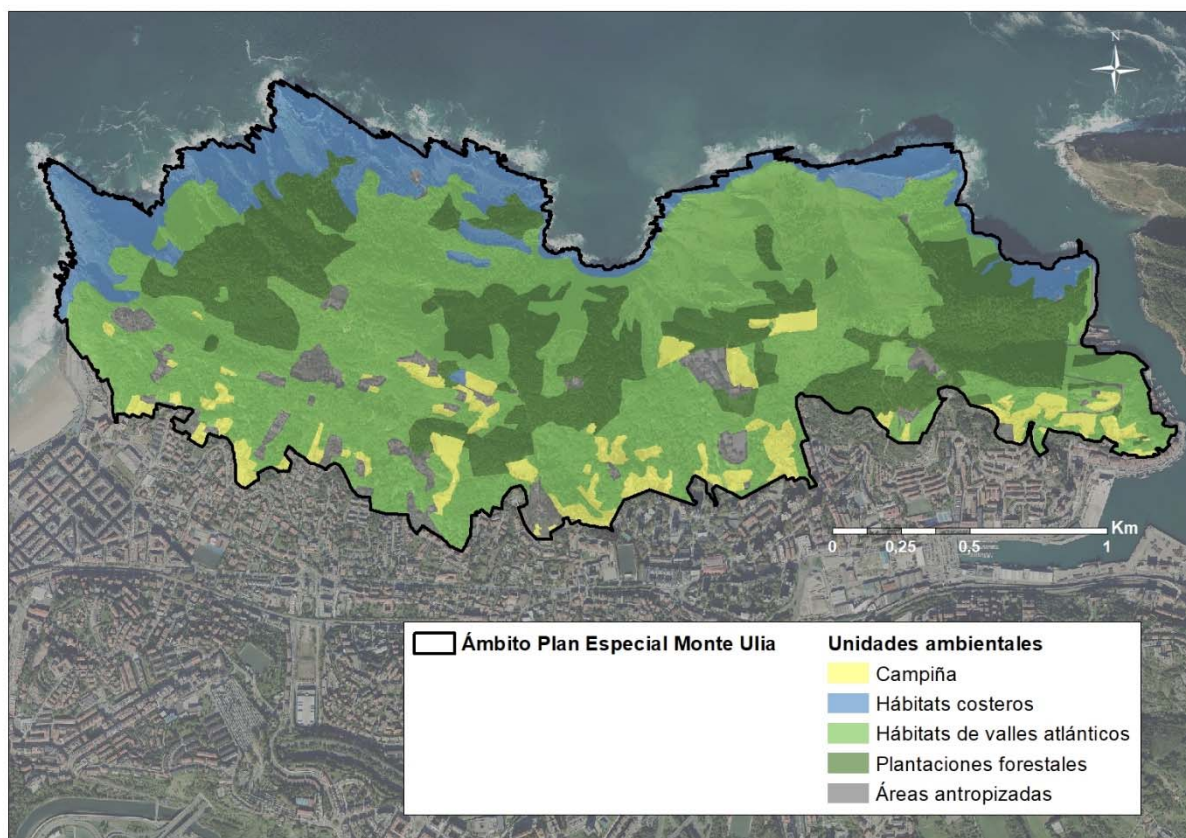 N
Km
0 0,25 0,5 1
Ámbito Plan Especial Monte Ulia
Unidades ambientales
Campiña
Hábitats costeros
Hábitats de valles atlánticos
Plantaciones forestales
Áreas antropizadas